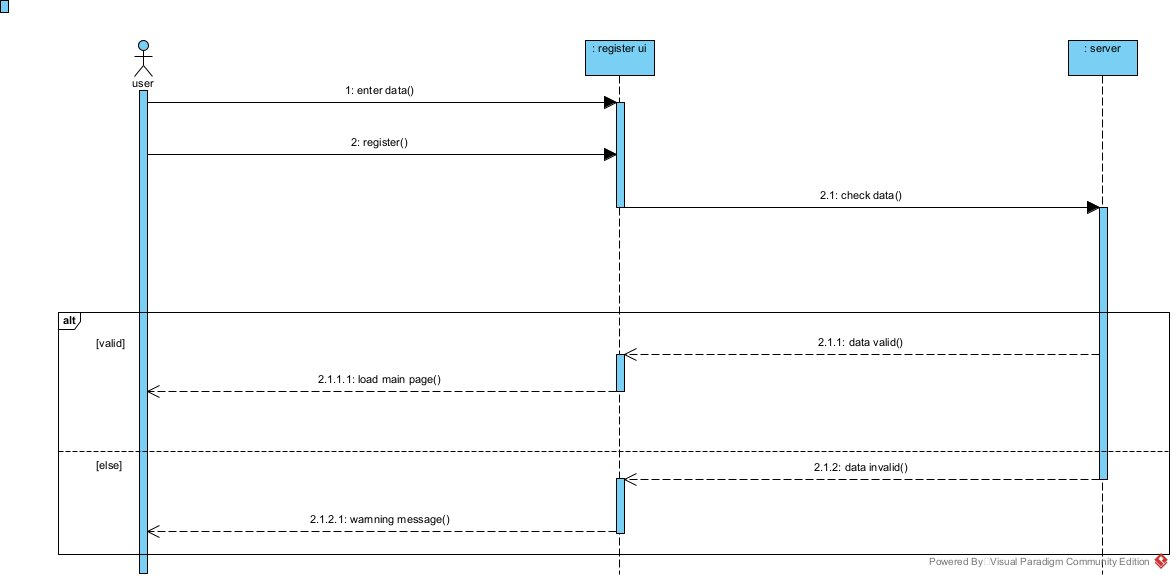 : register ui
: server
user
1: enter data()
2: register()
2.1: check data()
alt
[valid]
2.1.1: data valid()
2.1.1.1: load main page()
[else]
2.1.2: data invalid()
2.1.2.1: warnning message()
Powered By Visual Paradigm Community Edition